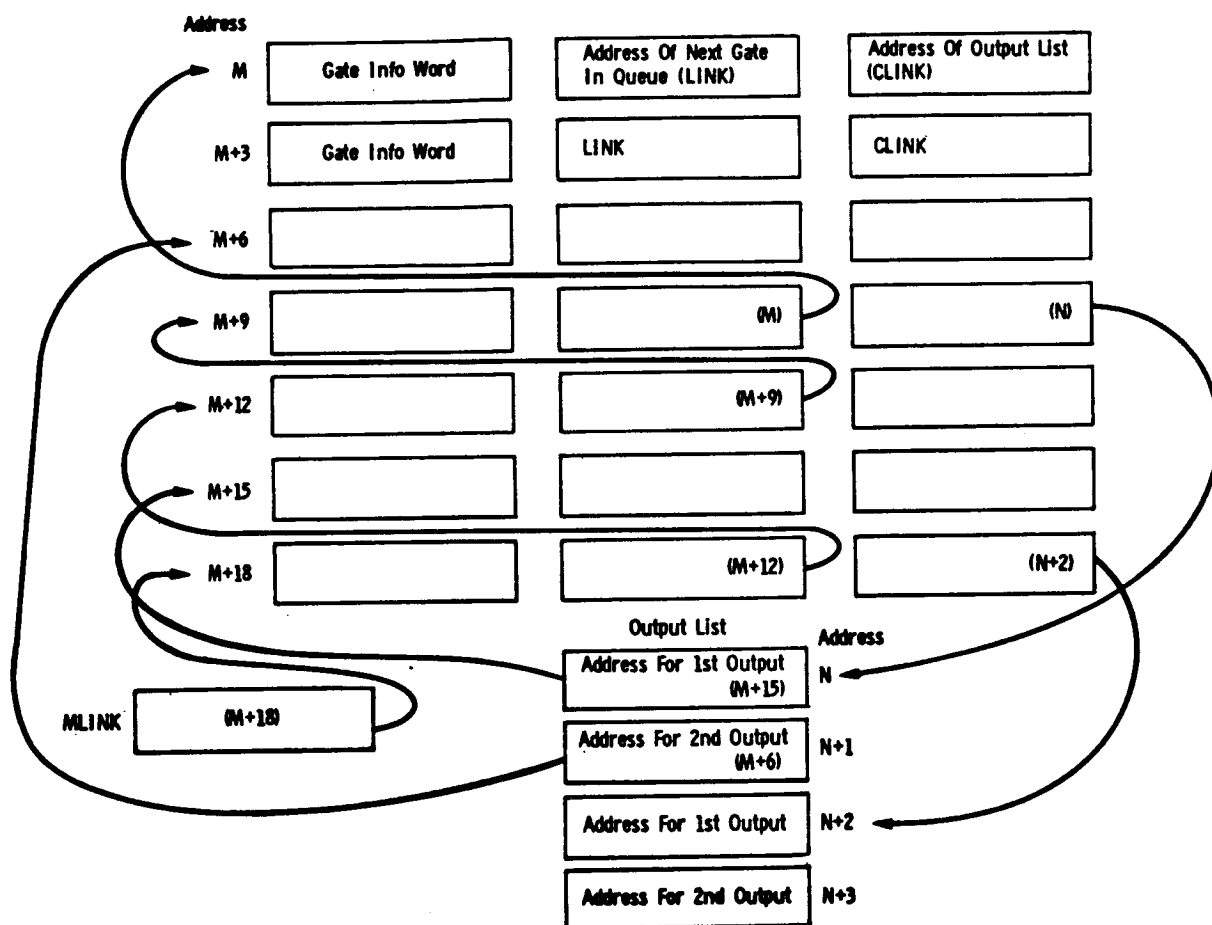 Address
M
Gate Info Word
Address Of Next Gate
In Queue (LINK)
Address Of Output List
(CLINK)
M+3
Gate Info Word
LINK
CLINK
M+6
M+9
(M)
(N)
M+12
(M+9)
M+15
M+18
(M+12)
(N+2)
Output List
Address
Address For 1st Output
(M+15)
N
MLINK
(M+18)
Address For 2nd Output
(M+6)
N+1
Address For 1st Output
N+2
Address For 2nd Output
N+3